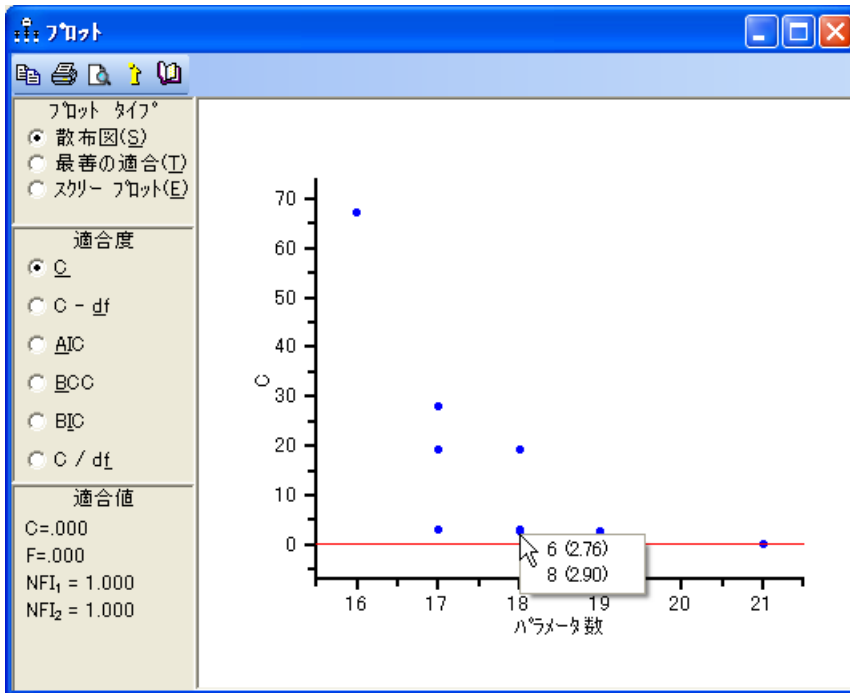 プロット
プロット タイプ
散布図(S)
最善の適合(T)
スクリー プロット(E)
適合度
C
C - df
AIC
BCC
BIC
C / df
適合値
C=.000
F=.000
NFI₁ = 1.000
NFI₂ = 1.000
70
60
50
40
30
20
10
0
C
6 (2.76)
8 (2.90)
16 17 18 19 20 21
パラメータ数